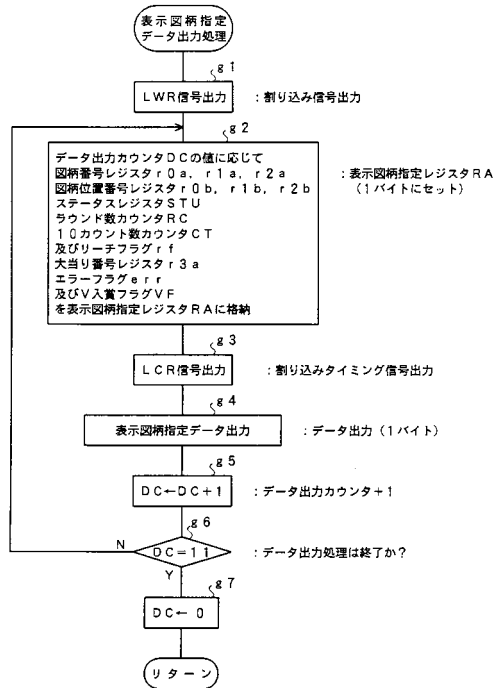 表示図柄指定
データ出力処理
g1
LWR信号出力 :割り込み信号出力
g2
データ出力カウンタDCの値に応じて
図柄番号レジスタr0a,r1a,r2a
図柄位置番号レジスタr0b,r1b,r2b
ステータスレジスタSTU
ラウンド数カウンタRC
10カウント数カウンタCT
及びリーチフラグrf
大当り番号レジスタr3a
エラーフラグerr
及びV入賞フラグVF
を表示図柄指定レジスタRAに格納
:表示図柄指定レジスタRA
(1バイトにセット)
g3
LCR信号出力 :割り込みタイミング信号出力
g4
表示図柄指定データ出力 :データ出力(1バイト)
g5
DC←DC+1 :データ出力カウンタ+1
g6
N DC=11 :データ出力処理は終了か?
Y
g7
DC←0
リターン